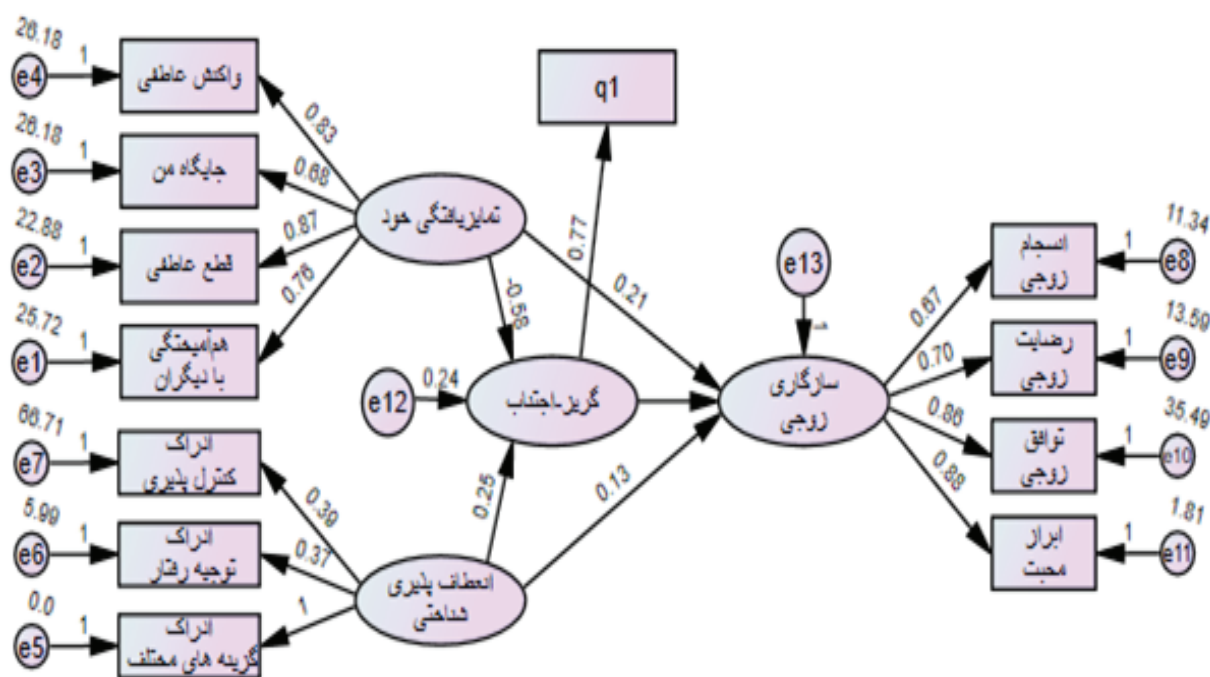 26.18
1
e4
واکنش عاطفی
0.83
26.18
1
e3
جایگاه من
0.68
22.88
1
e2
قطع عاطفی
0.87
25.72
1
e1
هم‌آمیختگی
با دیگران
0.76
تمایزیافتگی خود
q1
0.77
-0.58
0.21
e12
0.24
گریز-اجتناب
66.71
1
e7
ادراک
کنترل پذیری
0.39
5.99
1
e6
ادراک
توجیه رفتار
0.37
0.0
1
e5
ادراک
گزینه های مختلف
1
انعطاف پذیری
شناختی
0.25
0.13
e13
1
سازگاری
زوجی
0.67
انسجام
زوجی
1
11.34
e8
0.70
رضایت
زوجی
1
13.59
e9
0.86
توافق
زوجی
1
35.49
e10
0.88
ابراز
محبت
1
1.81
e11